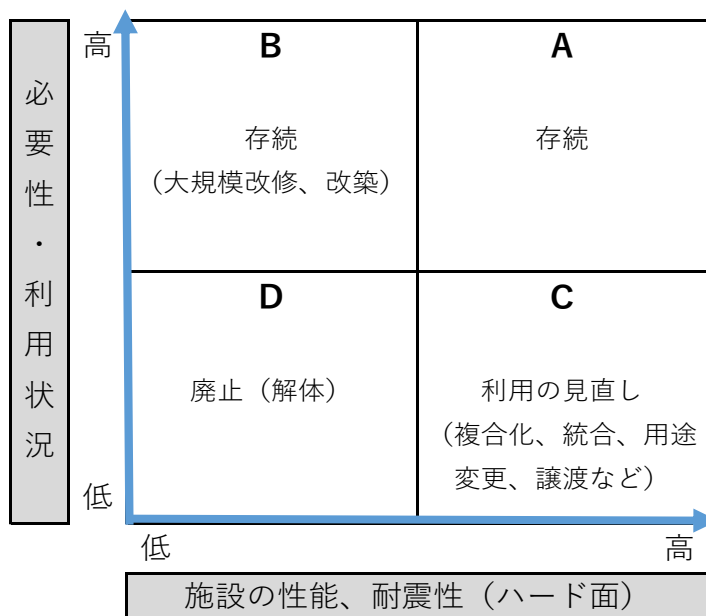 必要性・利用状況
高
B
存続
（大規模改修、改築）
A
存続
D
廃止（解体）
C
利用の見直し
（複合化、統合、用途
変更、譲渡など）
低
低
高
施設の性能、耐震性（ハード面）